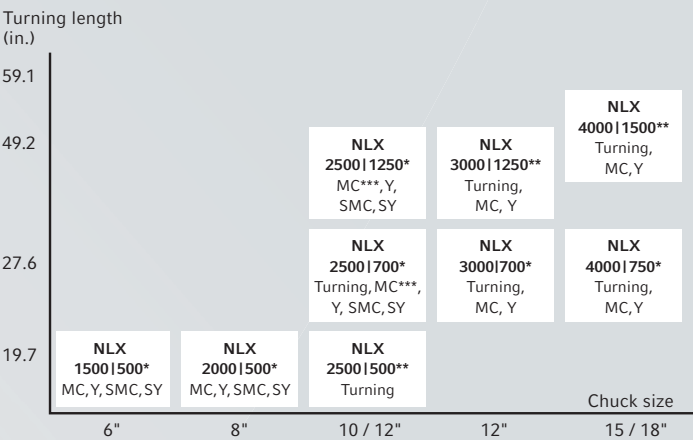 Turning length
(in.)
59.1
NLX
4000|1500**
Turning,
MC, Y
49.2
NLX
2500|1250*
MC***, Y,
SMC, SY
NLX
3000|1250**
Turning,
MC, Y
27.6
NLX
2500|700*
Turning, MC***,
Y, SMC, SY
NLX
3000|700*
Turning,
MC, Y
NLX
4000|750*
Turning,
MC, Y
19.7
NLX
1500|500*
MC, Y, SMC, SY
NLX
2000|500*
MC, Y, SMC, SY
NLX
2500|500**
Turning
Chuck size
6"
8"
10 / 12"
12"
15 / 18"